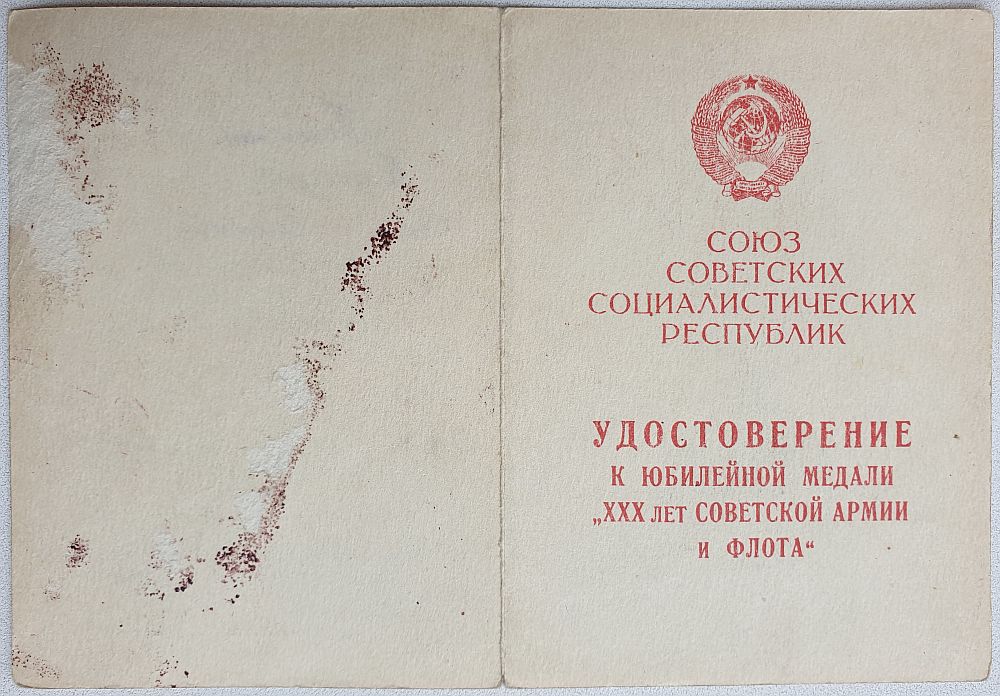 СОЮЗ
СОВЕТСКИХ
СОЦИАЛИСТИЧЕСКИХ
РЕСПУБЛИК
УДОСТОВЕРЕНИЕ
К ЮБИЛЕЙНОЙ МЕДАЛИ
„XXX лет СОВЕТСКОЙ АРМИИ
и ФЛОТА“